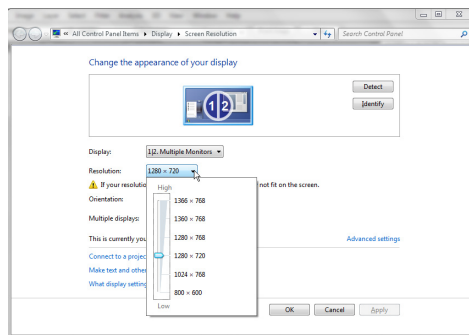 « All Control Panel Items ▸ Display ▸ Screen Resolution
Search Control Panel
Change the appearance of your display
1|2
Detect
Identify
Display:
1|2. Multiple Monitors
Resolution:
1280 × 720
If your resolutio
not fit on the screen.
High
Orientation:
1366 × 768
1360 × 768
Multiple displays:
1280 × 768
This is currently you
Advanced settings
1280 × 720
Connect to a projec
Make text and other
1024 × 768
What display setting
800 × 600
Low
OK
Cancel
Apply